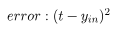 error : (t − y_{in})^2